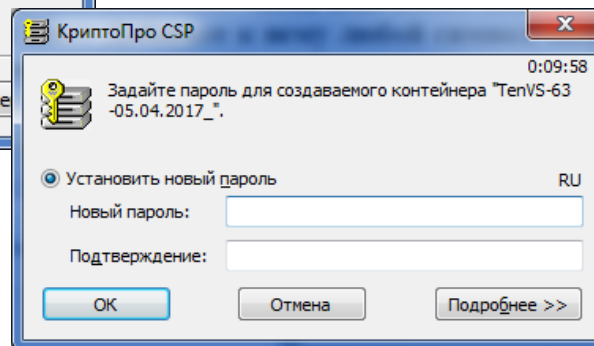 КриптоПро CSP
0:09:58
Задайте пароль для создаваемого контейнера "TenVS-63
-05.04.2017_".
Установить новый пароль
RU
Новый пароль:
Подтверждение:
ОК
Отмена
Подробнее >>